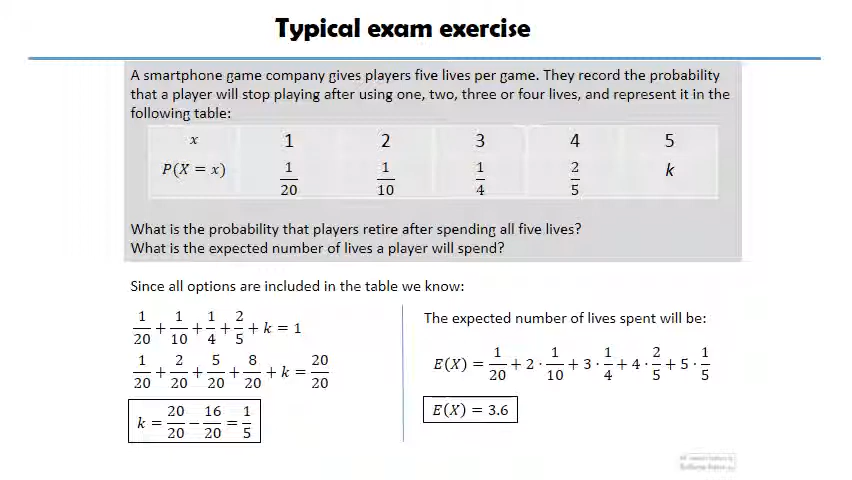 Typical exam exercise
A smartphone game company gives players five lives per game. They record the probability
that a player will stop playing after using one, two, three or four lives, and represent it in the
following table:
x 1 2 3 4 5
P(X = x) 1/20 1/10 1/4 2/5 k
What is the probability that players retire after spending all five lives?
What is the expected number of lives a player will spend?
Since all options are included in the table we know:
1/20 + 1/10 + 1/4 + 2/5 + k = 1
1/20 + 2/20 + 5/20 + 8/20 + k = 20/20
k = 20/20 − 16/20 = 1/5
The expected number of lives spent will be:
E(X) = 1/20 + 2 · 1/10 + 3 · 1/4 + 4 · 2/5 + 5 · 1/5
E(X) = 3.6